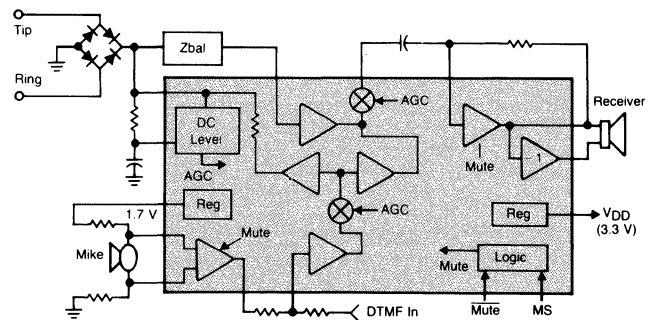 Tip
Ring
Zbal
AGC
Receiver
DC
Level
AGC
Mute
-1
1.7 V
Reg
AGC
Reg
VDD
(3.3 V)
Mike
Mute
Mute
Logic
DTMF In
Mute
MS